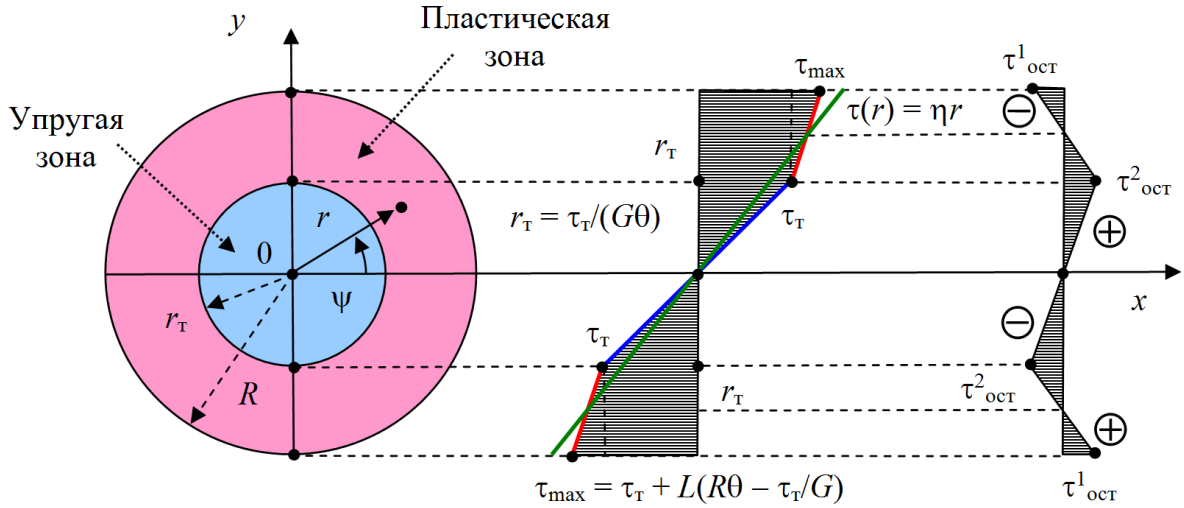 y
Пластическая
зона
Упругая
зона
τmax
τ¹ост
τ(r) = ηr
rт
τ²ост
rт = τт/(Gθ)
τт
r
0
ψ
x
rт
τт
R
rт
τ²ост
τmax = τт + L(Rθ – τт/G)
τ¹ост